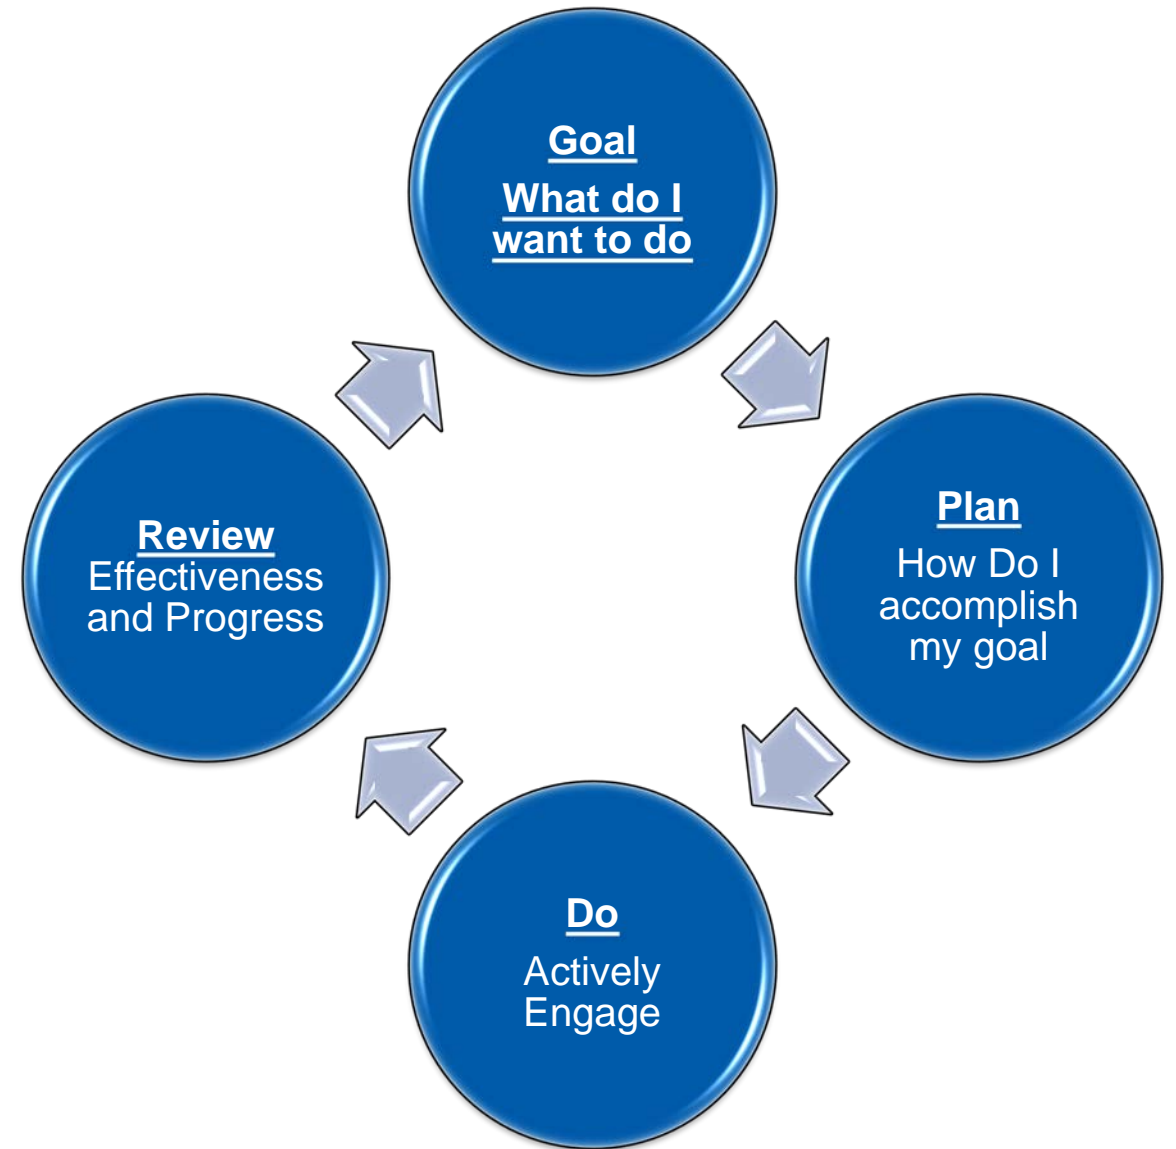 Goal
What do I
want to do
Plan
How Do I
accomplish
my goal
Do
Actively
Engage
Review
Effectiveness
and Progress